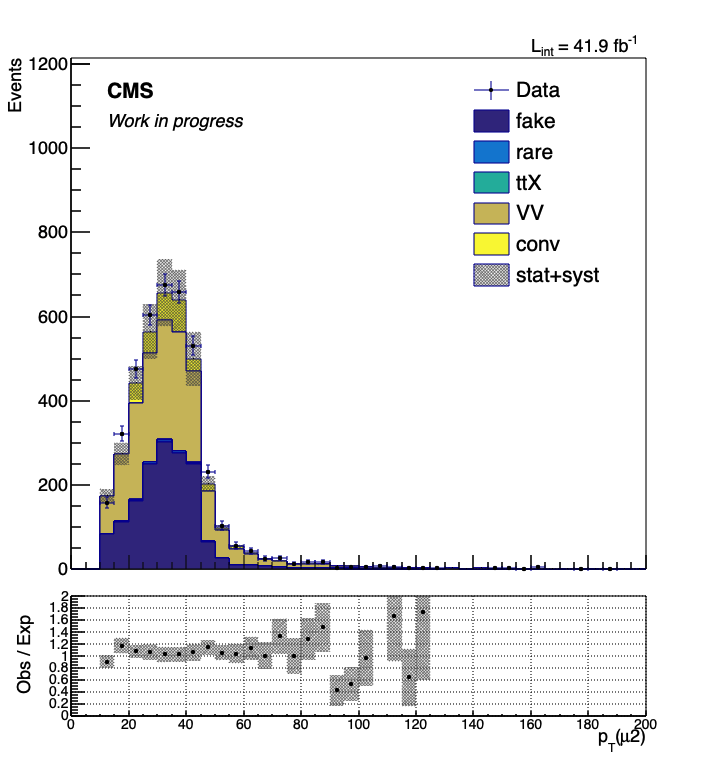 L_int = 41.9 fb^-1
Events
1200
1000
800
600
400
200
0
CMS
Work in progress
Data
fake
rare
ttX
VV
conv
stat+syst
Obs / Exp
2
1.8
1.6
1.4
1.2
1
0.8
0.6
0.4
0.2
0
0 20 40 60 80 100 120 140 160 180 200
p_T(μ2)